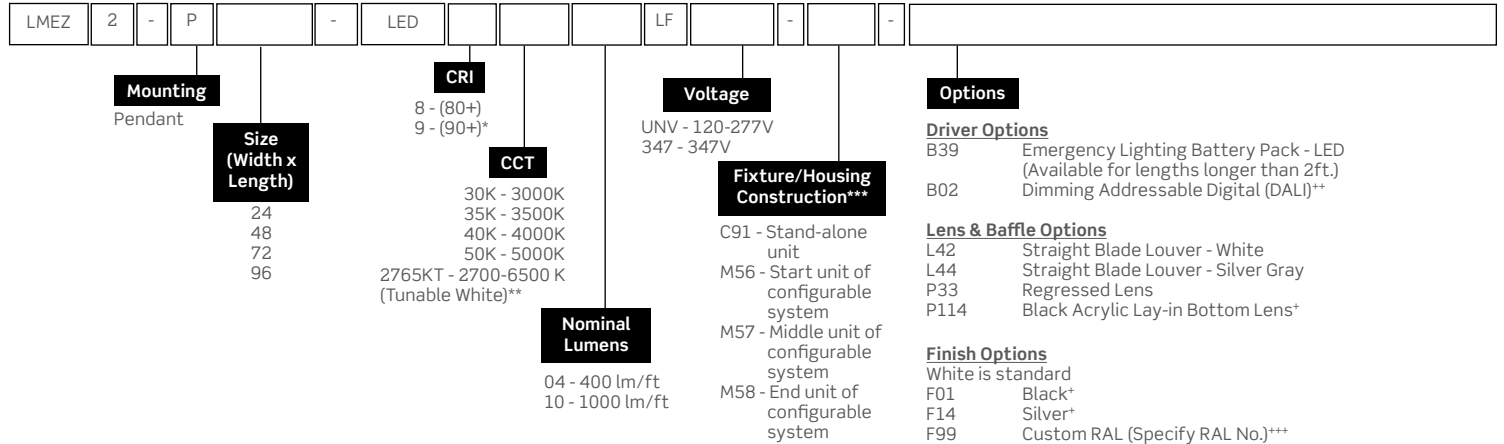 LMEZ 2 - P - LED LF - -
Mounting
Pendant
Size
(Width x
Length)
24
48
72
96
CRI
8 - (80+)
9 - (90+)*
CCT
30K - 3000K
35K - 3500K
40K - 4000K
50K - 5000K
2765KT - 2700-6500 K
(Tunable White)**
Nominal
Lumens
04 - 400 lm/ft
10 - 1000 lm/ft
Voltage
UNV - 120-277V
347 - 347V
Fixture/Housing
Construction***
C91 - Stand-alone
unit
M56 - Start unit of
configurable
system
M57 - Middle unit of
configurable
system
M58 - End unit of
configurable
system
Options
Driver Options
B39 Emergency Lighting Battery Pack - LED
(Available for lengths longer than 2ft.)
B02 Dimming Addressable Digital (DALI)++
Lens & Baffle Options
L42 Straight Blade Louver - White
L44 Straight Blade Louver - Silver Gray
P33 Regressed Lens
P114 Black Acrylic Lay-in Bottom Lens+
Finish Options
White is standard
F01 Black+
F14 Silver+
F99 Custom RAL (Specify RAL No.)+++